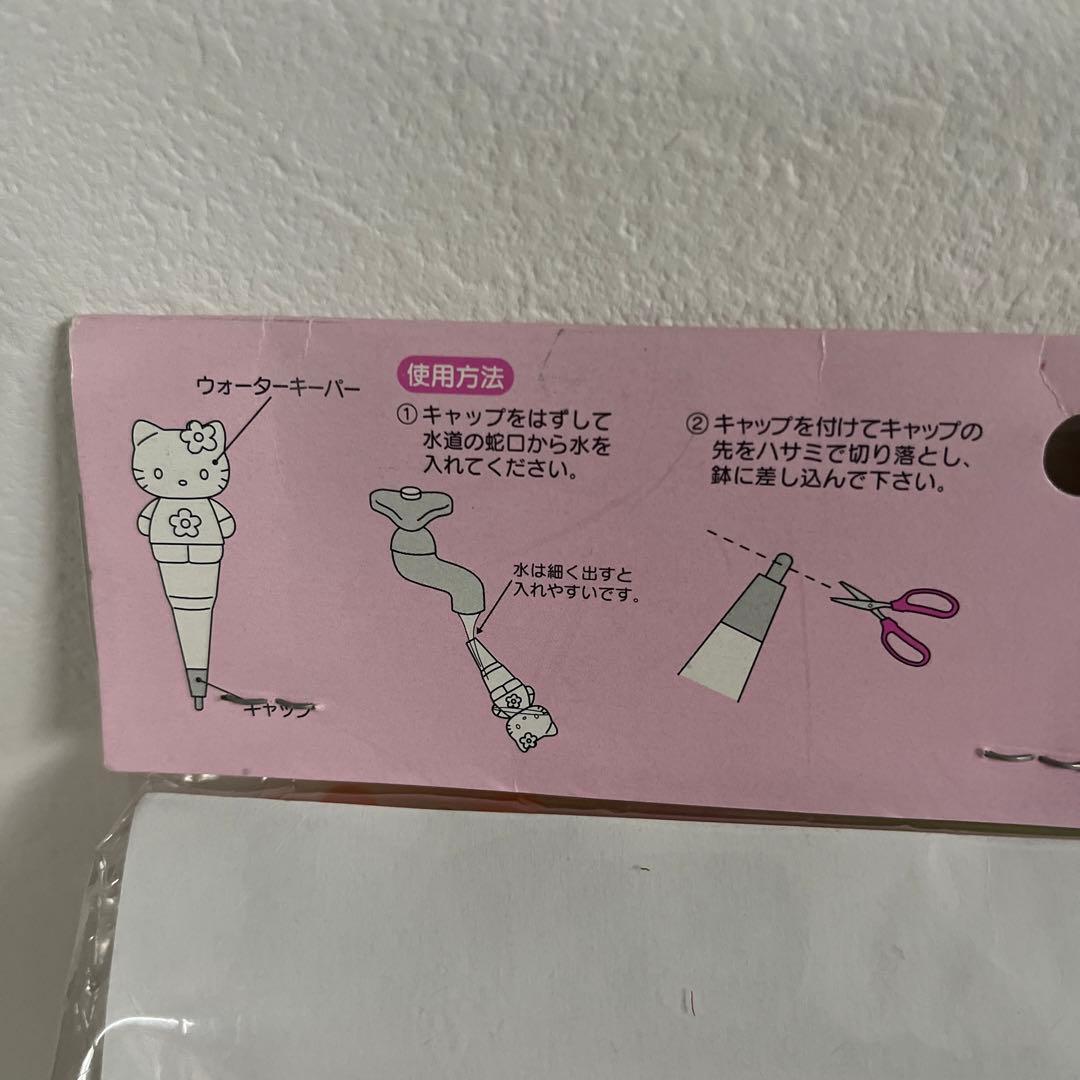 ウォーターキーパー
キャップ
使用方法
① キャップをはずして
水道の蛇口から水を
入れてください。
水は細く出すと
入れやすいです。
② キャップを付けてキャップの
先をハサミで切り落とし、
鉢に差し込んで下さい。